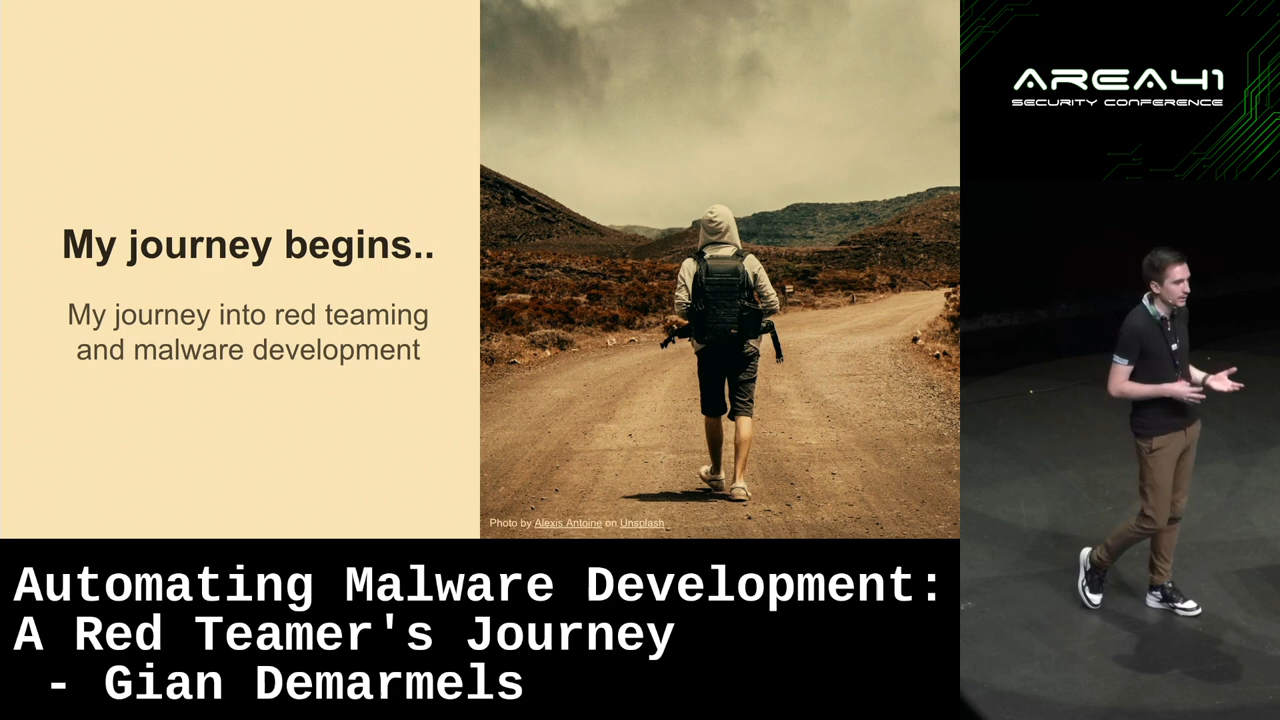 My journey begins..
My journey into red teaming
and malware development
Photo by Alexis Antoine on Unsplash
AREA41
SECURITY CONFERENCE
Automating Malware Development:
A Red Teamer's Journey
- Gian Demarmels